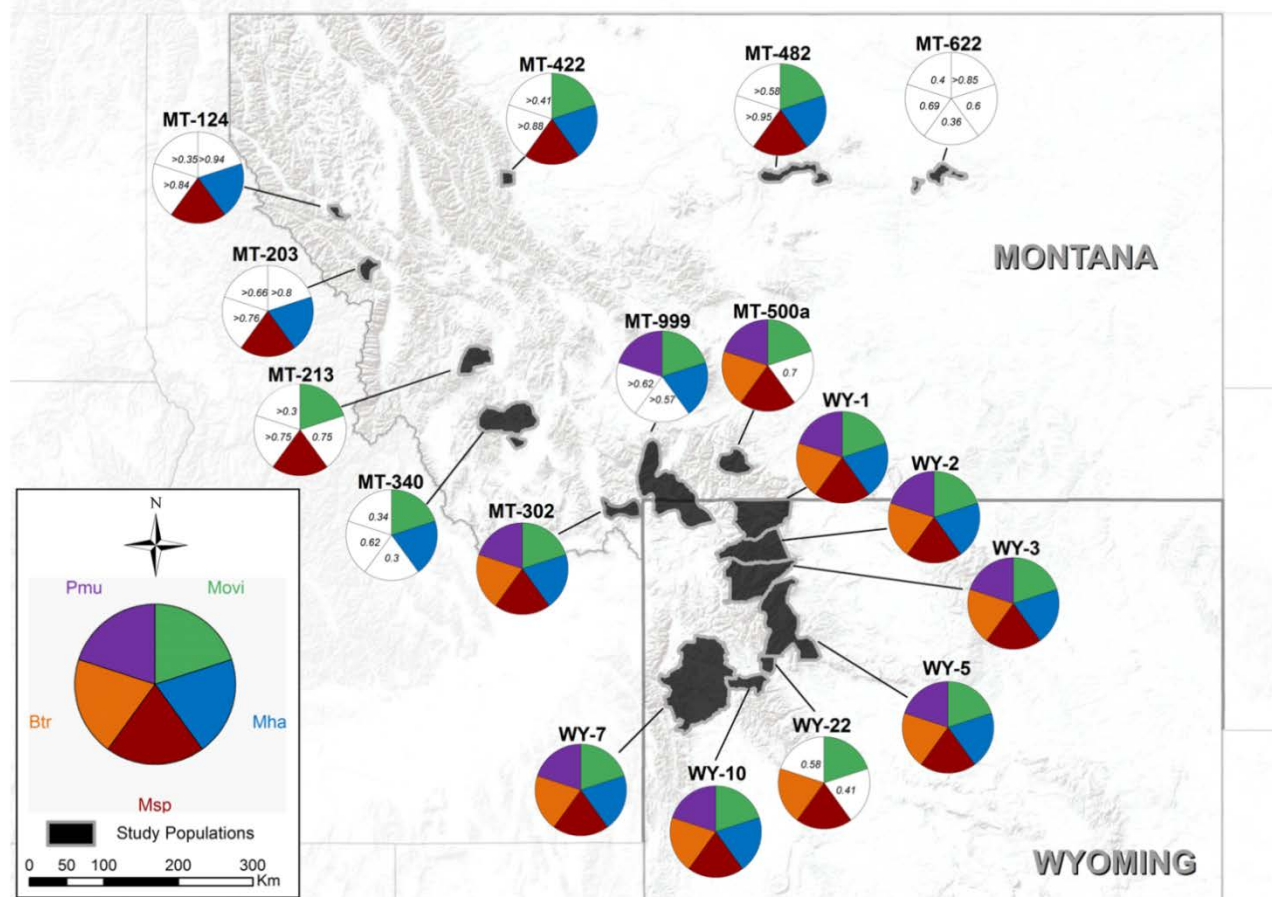 MT-422
>0.41
>0.88
MT-482
>0.58
>0.95
MT-622
0.4
>0.85
0.69
0.6
0.36
MT-124
>0.35
>0.94
>0.84
MT-203
>0.66
>0.8
>0.76
MONTANA
MT-999
>0.62
>0.57
MT-500a
0.7
MT-213
>0.3
>0.75
0.75
WY-1
WY-2
MT-340
0.34
0.62
0.3
MT-302
WY-3
WY-5
WY-7
WY-10
WY-22
0.58
0.41
WYOMING
N
Pmu
Movi
Btr
Mha
Msp
Study Populations
0 50 100 200 300
Km